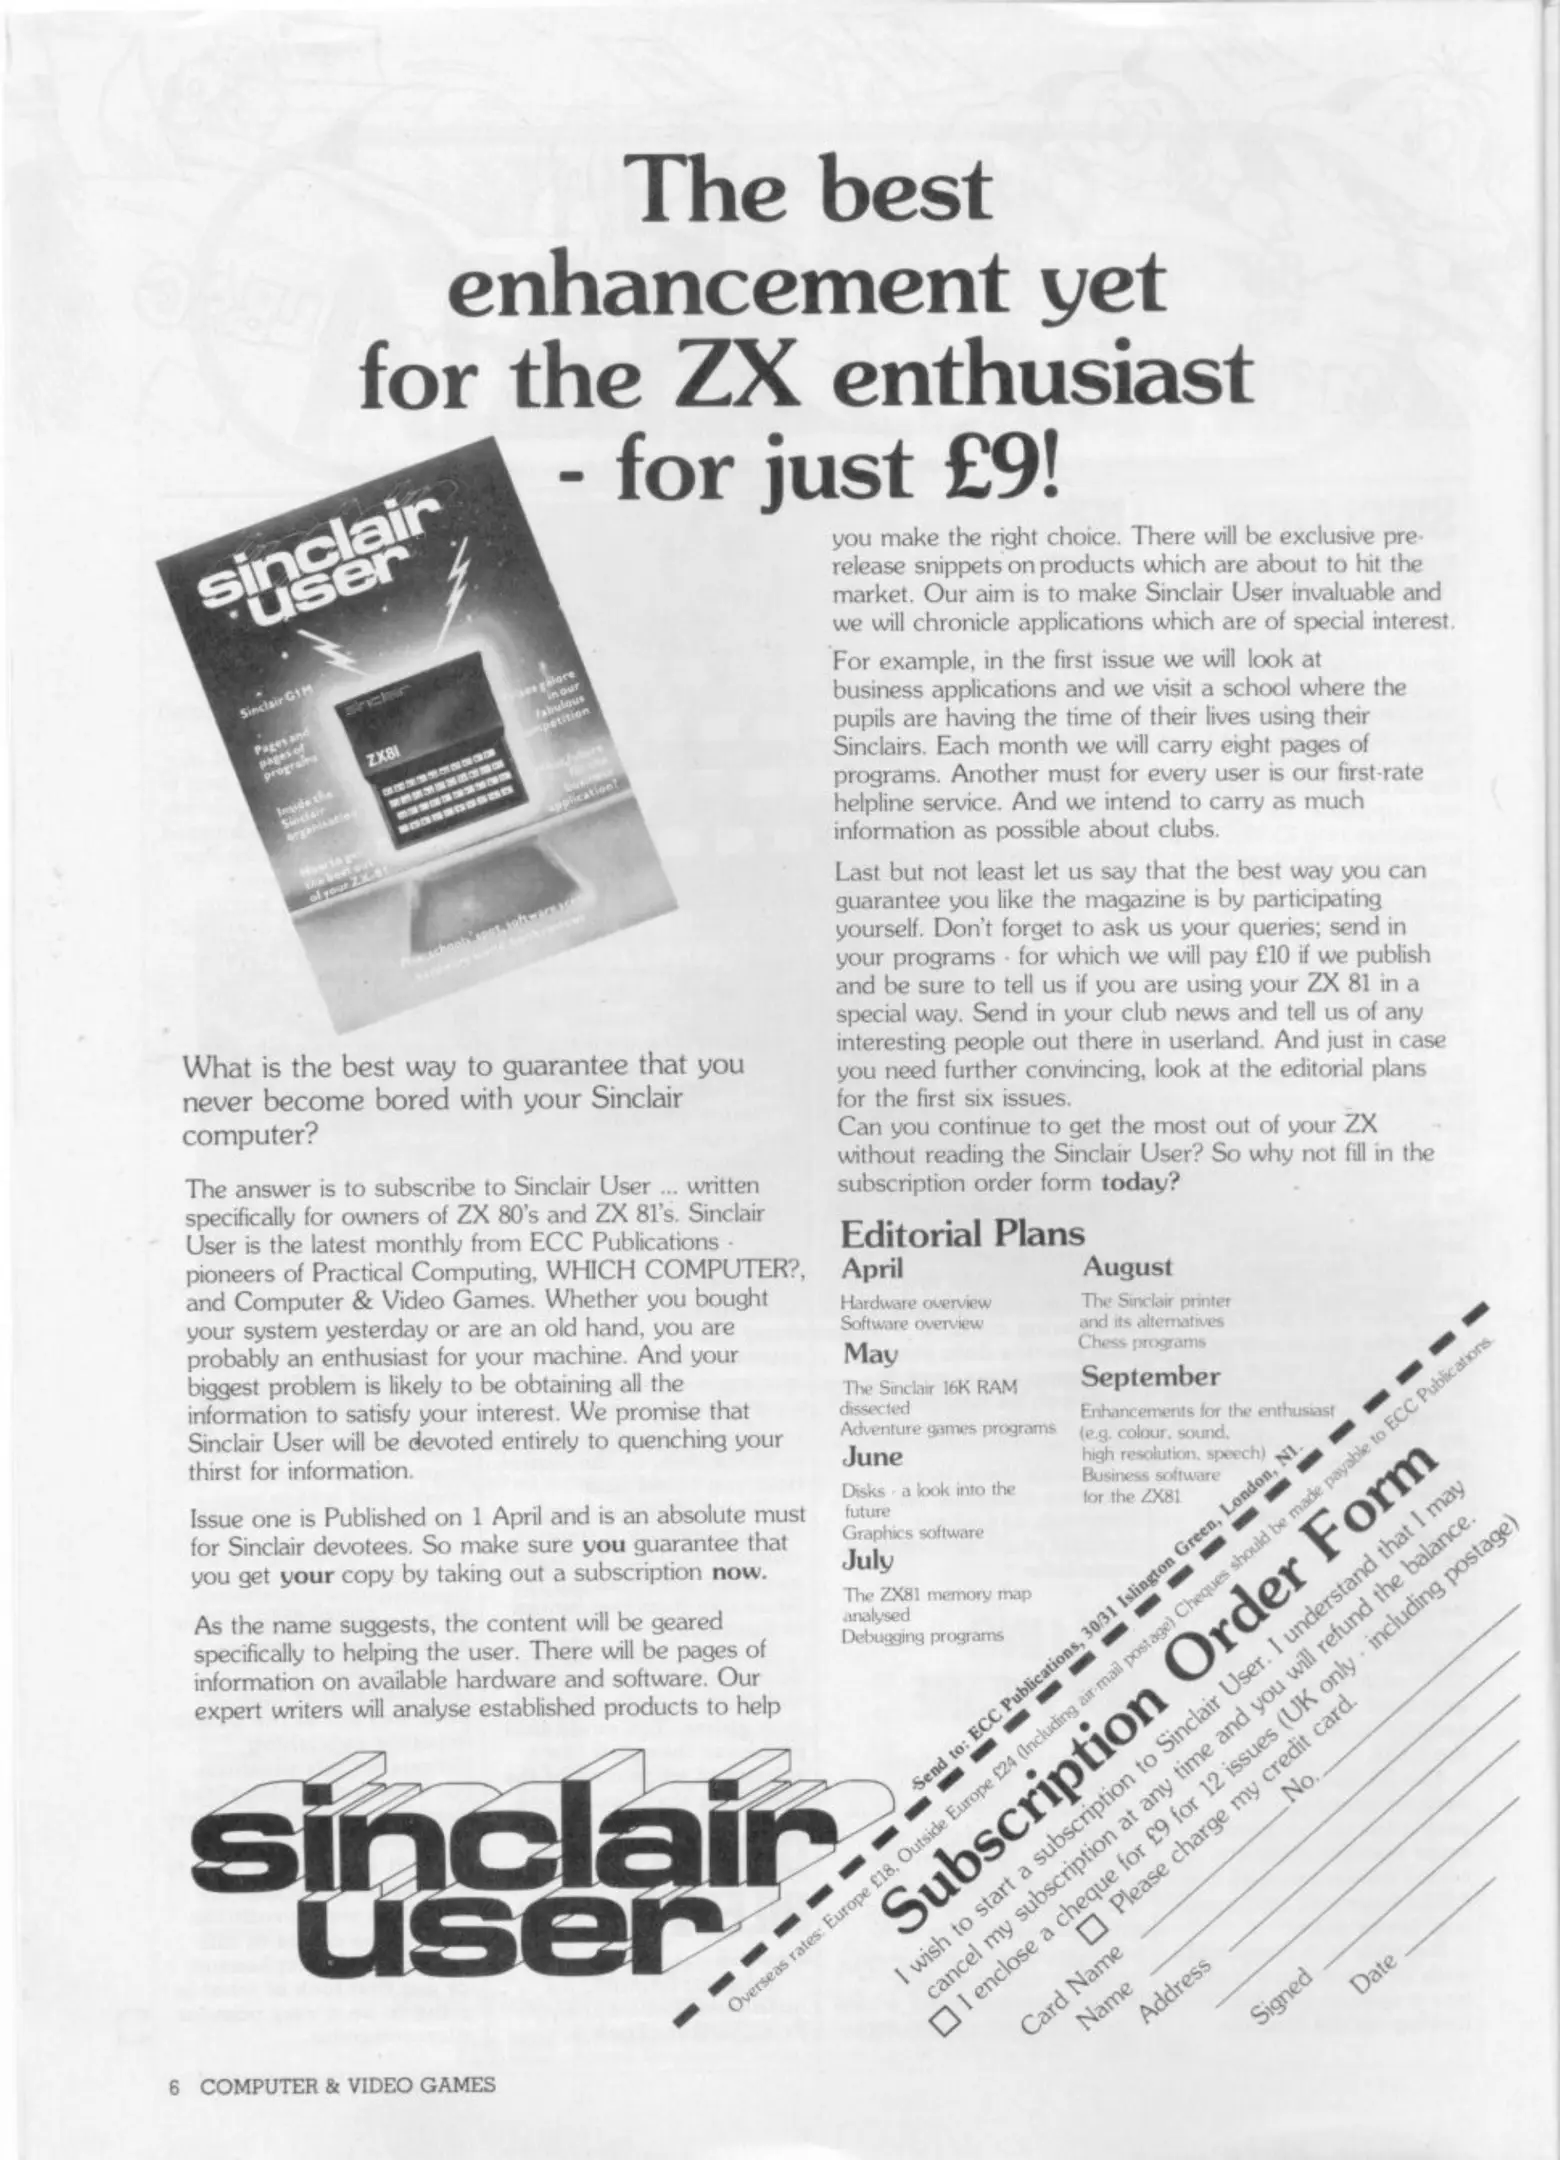 The best
enhancement yet
for the ZX enthusiast
- for just £9!
sinclair
user
Sinclair G1M
Pages and
pages of
programs
Inside the
Sinclair
organisation
How to get
the best out
of your ZX-81
ZX81
galore
in our
fabulous
competition
business
application?
What is the best way to guarantee that you
never become bored with your Sinclair
computer?
The answer is to subscribe to Sinclair User ... written
specifically for owners of ZX 80's and ZX 81's. Sinclair
User is the latest monthly from ECC Publications -
pioneers of Practical Computing, WHICH COMPUTER?,
and Computer & Video Games. Whether you bought
your system yesterday or are an old hand, you are
probably an enthusiast for your machine. And your
biggest problem is likely to be obtaining all the
information to satisfy your interest. We promise that
Sinclair User will be devoted entirely to quenching your
thirst for information.
Issue one is Published on 1 April and is an absolute must
for Sinclair devotees. So make sure you guarantee that
you get your copy by taking out a subscription now.
As the name suggests, the content will be geared
specifically to helping the user. There will be pages of
information on available hardware and software. Our
expert writers will analyse established products to help
you make the right choice. There will be exclusive pre-
release snippets on products which are about to hit the
market. Our aim is to make Sinclair User invaluable and
we will chronicle applications which are of special interest.
For example, in the first issue we will look at
business applications and we visit a school where the
pupils are having the time of their lives using their
Sinclairs. Each month we will carry eight pages of
programs. Another must for every user is our first-rate
helpline service. And we intend to carry as much
information as possible about clubs.
Last but not least let us say that the best way you can
guarantee you like the magazine is by participating
yourself. Don't forget to ask us your queries; send in
your programs - for which we will pay £10 if we publish
and be sure to tell us if you are using your ZX 81 in a
special way. Send in your club news and tell us of any
interesting people out there in userland. And just in case
you need further convincing, look at the editorial plans
for the first six issues.
Can you continue to get the most out of your ZX
without reading the Sinclair User? So why not fill in the
subscription order form today?
Editorial Plans
April
Hardware overview
Software overview
May
The Sinclair 16K RAM
dissected
Adventure games programs
June
Disks - a look into the
future
Graphics software
July
The ZX81 memory map
analysed
Debugging programs
August
The Sinclair printer
and its alternatives
Chess programs
September
Enhancements for the enthusiast
(e.g. colour, sound,
high resolution, speech)
Business software
for the ZX81
Send to: ECC Publications, 30/31 Islington Green, London, N1.
Overseas rates: Europe £18, Outside Europe £24 (Including air-mail postage) Cheques should be made payable to ECC Publications.
Subscription Order Form
I wish to start a subscription to Sinclair User. I understand that I may
cancel my subscription at any time and you will refund the balance.
I enclose a cheque for £9 for 12 issues (UK only - including postage)
Please charge my credit card.
Card Name No.
Name
Address
Signed
Date
sinclair
user
6 COMPUTER & VIDEO GAMES